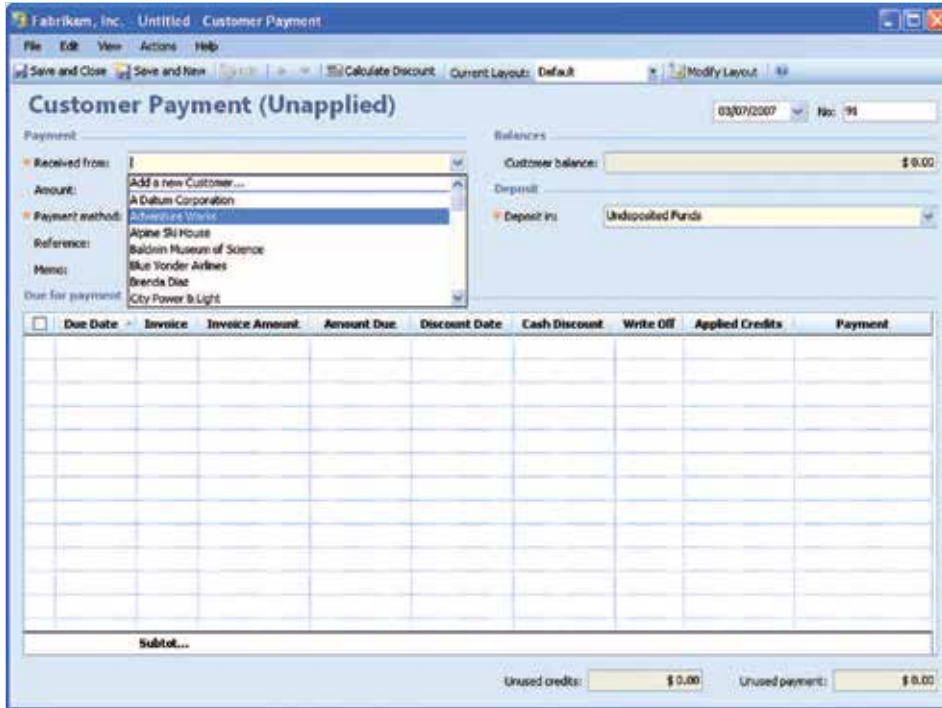 Fabrikam, Inc. Untitled Customer Payment
File Edit View Actions Help
Save and Close Save and New Calculate Discount Current Layout: Default Modify Layout
Customer Payment (Unapplied)
03/07/2007 No: 91
Payment Balances
Received from: Customer balance: $0.00
Add a new Customer...
Amount: Deposit
A Datum Corporation
Payment method: Adventure Works Deposit in: Undeposited Funds
Alpine Ski House
Reference: Baldwin Museum of Science
Memo: Blue Yonder Airlines
Brenda Diaz
Due for payment City Power & Light
Due Date Invoice Invoice Amount Amount Due Discount Date Cash Discount Write Off Applied Credits Payment
Subtot...
Unused credits: $0.00 Unused payment: $0.00